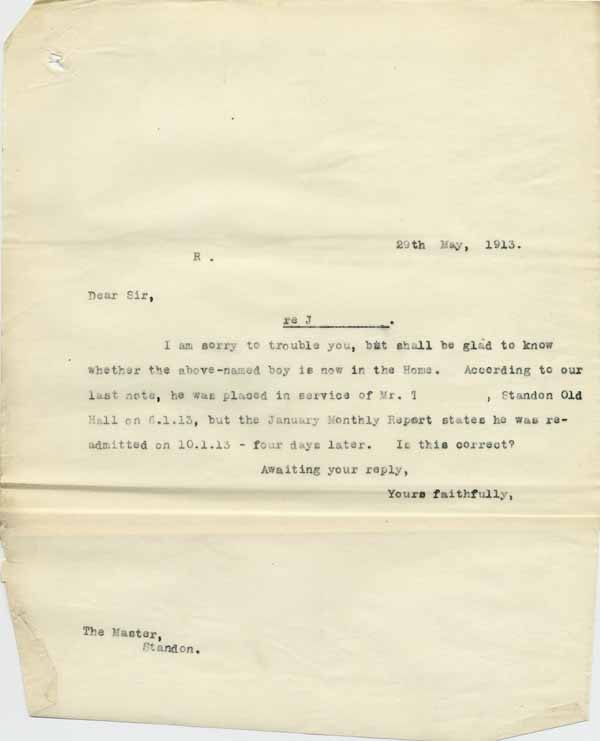 29th May, 1913.
R .
Dear Sir,
re J .
I am sorry to trouble you, but shall be glad to know
whether the above-named boy is now in the Home. According to our
last note, he was placed in service of Mr. T , Standon Old
Hall on 6.1.13, but the January Monthly Report states he was re-
admitted on 10.1.13 - four days later. Is this correct?
Awaiting your reply,
Yours faithfully,
The Master,
Standon.